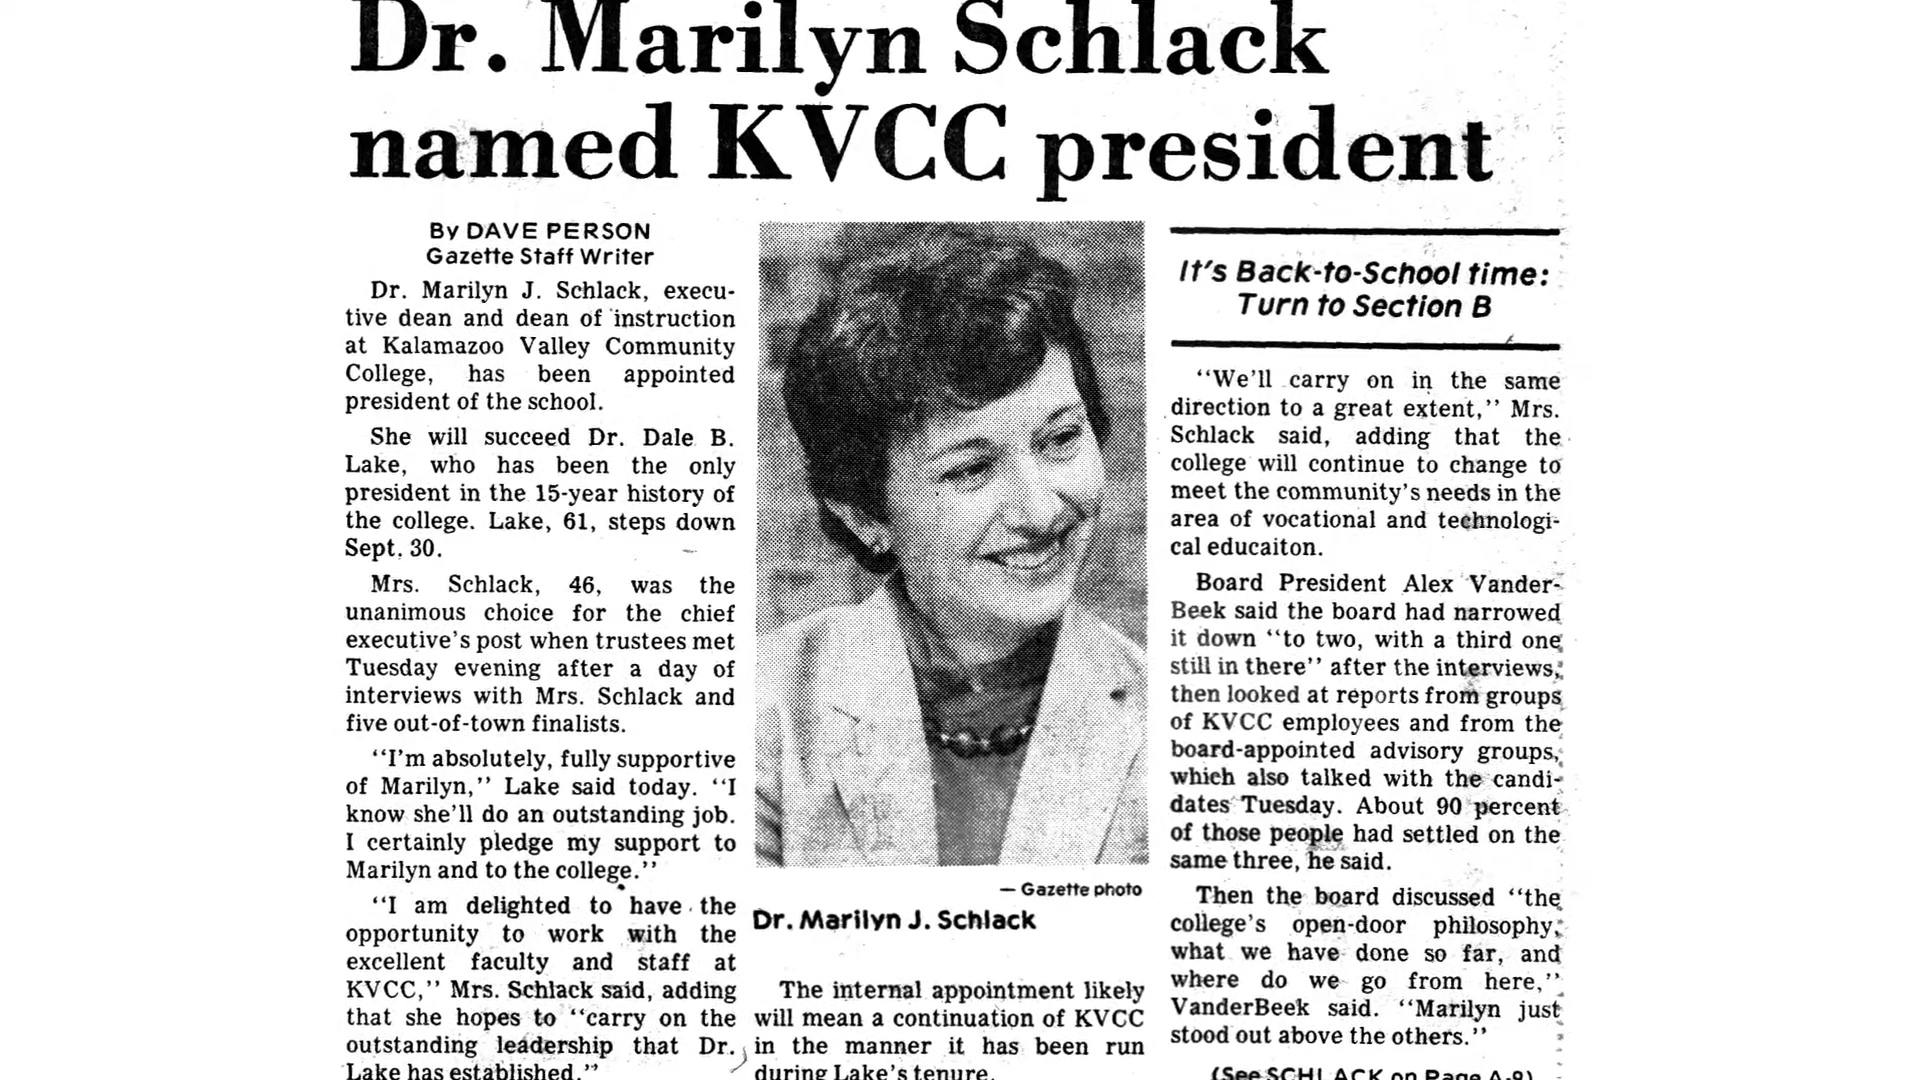 Dr. Marilyn Schlack
named KVCC president
By DAVE PERSON
Gazette Staff Writer
Dr. Marilyn J. Schlack, execu-
tive dean and dean of instruction
at Kalamazoo Valley Community
College, has been appointed
president of the school.
She will succeed Dr. Dale B.
Lake, who has been the only
president in the 15-year history of
the college. Lake, 61, steps down
Sept. 30.
Mrs. Schlack, 46, was the
unanimous choice for the chief
executive's post when trustees met
Tuesday evening after a day of
interviews with Mrs. Schlack and
five out-of-town finalists.
"I'm absolutely, fully supportive
of Marilyn," Lake said today. "I
know she'll do an outstanding job.
I certainly pledge my support to
Marilyn and to the college."
"I am delighted to have the
opportunity to work with the
excellent faculty and staff at
KVCC," Mrs. Schlack said, adding
that she hopes to "carry on the
outstanding leadership that Dr.
Lake has established."
— Gazette photo
Dr. Marilyn J. Schlack
The internal appointment likely
will mean a continuation of KVCC
in the manner it has been run
during Lake's tenure.
It's Back-to-School time:
Turn to Section B
"We'll carry on in the same
direction to a great extent," Mrs.
Schlack said, adding that the
college will continue to change to
meet the community's needs in the
area of vocational and technologi-
cal educaiton.
Board President Alex Vander-
Beek said the board had narrowed
it down "to two, with a third one
still in there" after the interviews,
then looked at reports from groups
of KVCC employees and from the
board-appointed advisory groups,
which also talked with the candi-
dates Tuesday. About 90 percent
of those people had settled on the
same three, he said.
Then the board discussed "the
college's open-door philosophy,
what we have done so far, and
where do we go from here,"
VanderBeek said. "Marilyn just
stood out above the others."
(See SCHLACK on Page A-9)